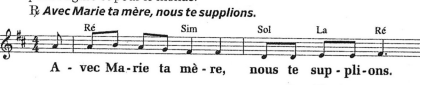 ℟ Avec Marie ta mère, nous te supplions.
Ré Sim Sol La Ré
A - vec Ma - rie ta mè - re, nous te sup - pli - ons.